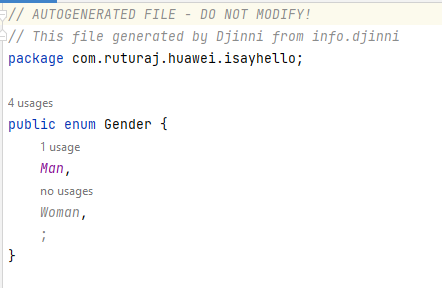 // AUTOGENERATED FILE - DO NOT MODIFY!
// This file generated by Djinni from info.djinni
package com.ruturaj.huawei.isayhello;
4 usages
public enum Gender {
1 usage
Man,
no usages
Woman,
;
}